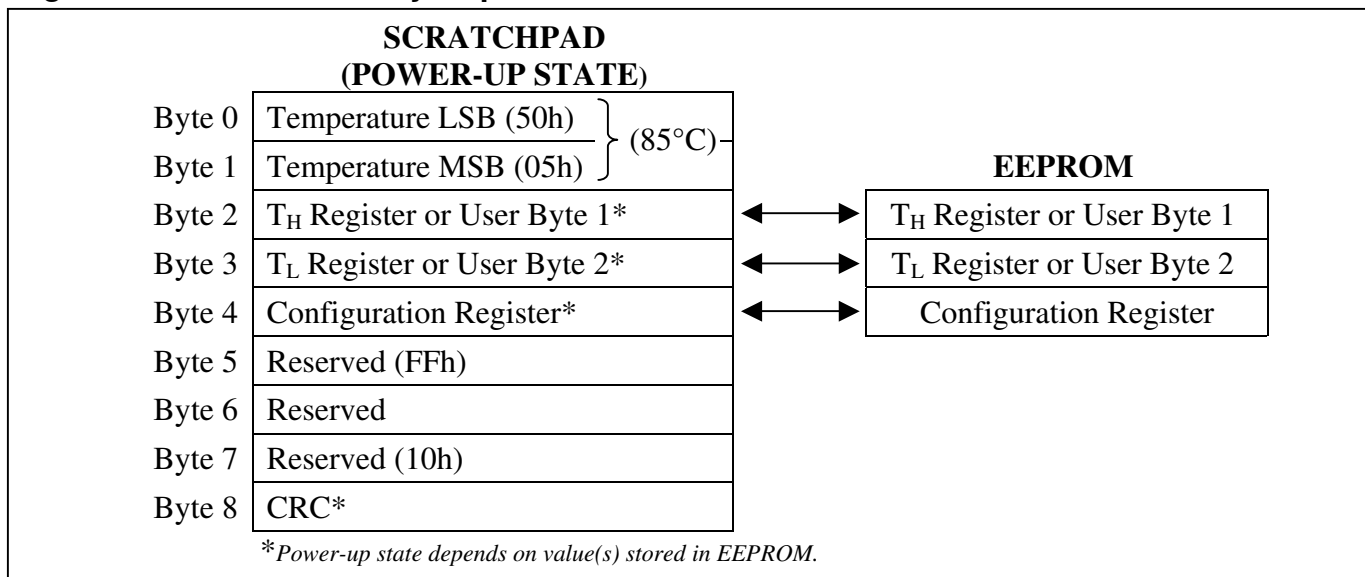 SCRATCHPAD
(POWER-UP STATE)
Byte 0 Temperature LSB (50h)
(85°C)
Byte 1 Temperature MSB (05h)
EEPROM
Byte 2 TH Register or User Byte 1* TH Register or User Byte 1
Byte 3 TL Register or User Byte 2* TL Register or User Byte 2
Byte 4 Configuration Register* Configuration Register
Byte 5 Reserved (FFh)
Byte 6 Reserved
Byte 7 Reserved (10h)
Byte 8 CRC*
*Power-up state depends on value(s) stored in EEPROM.